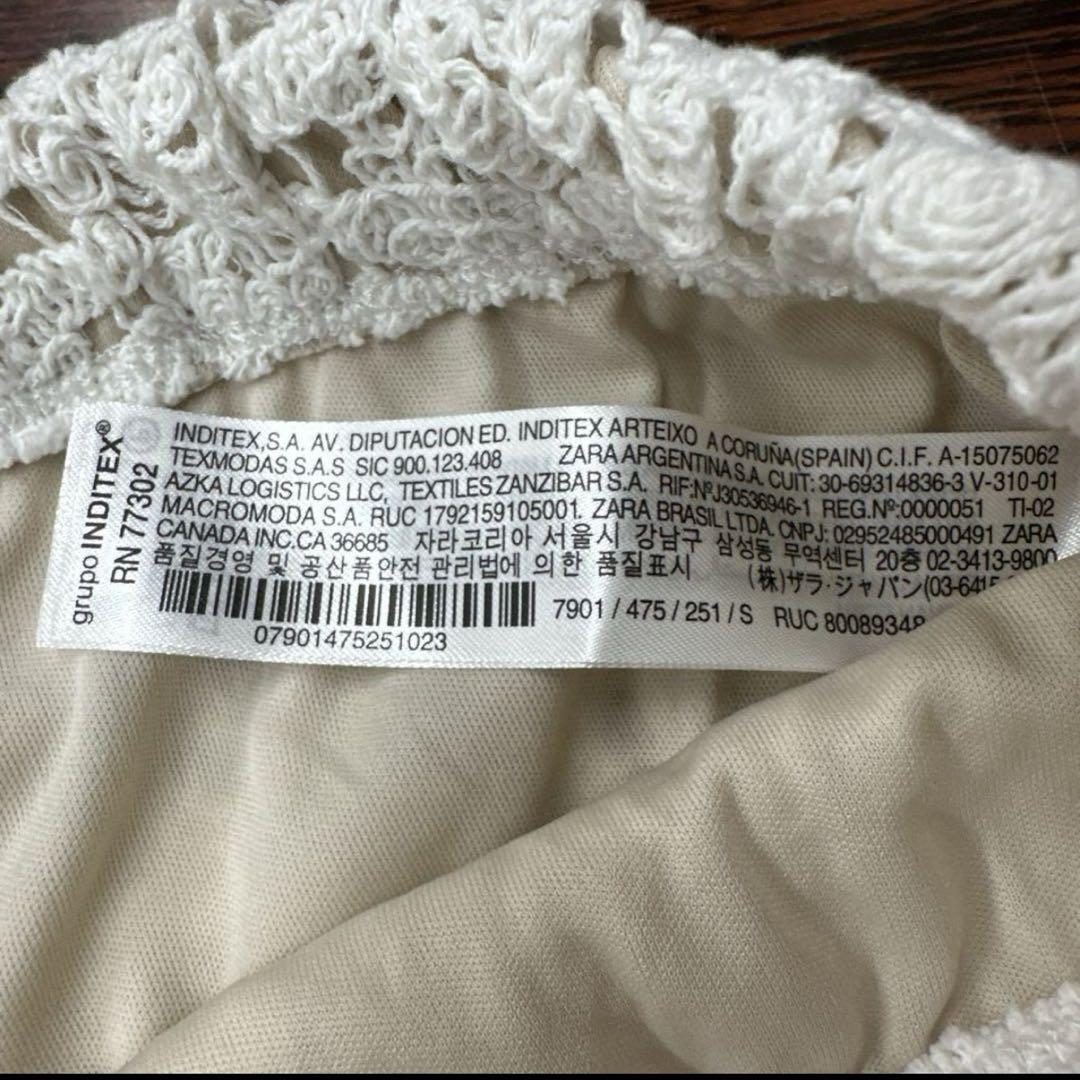 grupo INDITEX®
RN 77302
INDITEX,S.A. AV. DIPUTACION ED. INDITEX ARTEIXO A CORUÑA(SPAIN) C.I.F. A-15075062
TEXMODAS S.A.S SIC 900.123.408 ZARA ARGENTINA S.A. CUIT: 30-69314836-3 V-310-01
AZKA LOGISTICS LLC, TEXTILES ZANZIBAR S.A. RIF:NºJ30536946-1 REG.Nº:0000051 TI-02
MACROMODA S.A. RUC 1792159105001. ZARA BRASIL LTDA. CNPJ: 02952485000491 ZARA
CANADA INC.CA 36685 자라코리아 서울시 강남구 삼성동 무역센터 20층 02-3413-9800
품질경영 및 공산품안전 관리법에 의한 품질표시 (株)ザラ・ジャパン(03-6415-
07901475251023
7901 / 475 / 251 / S RUC 80089348